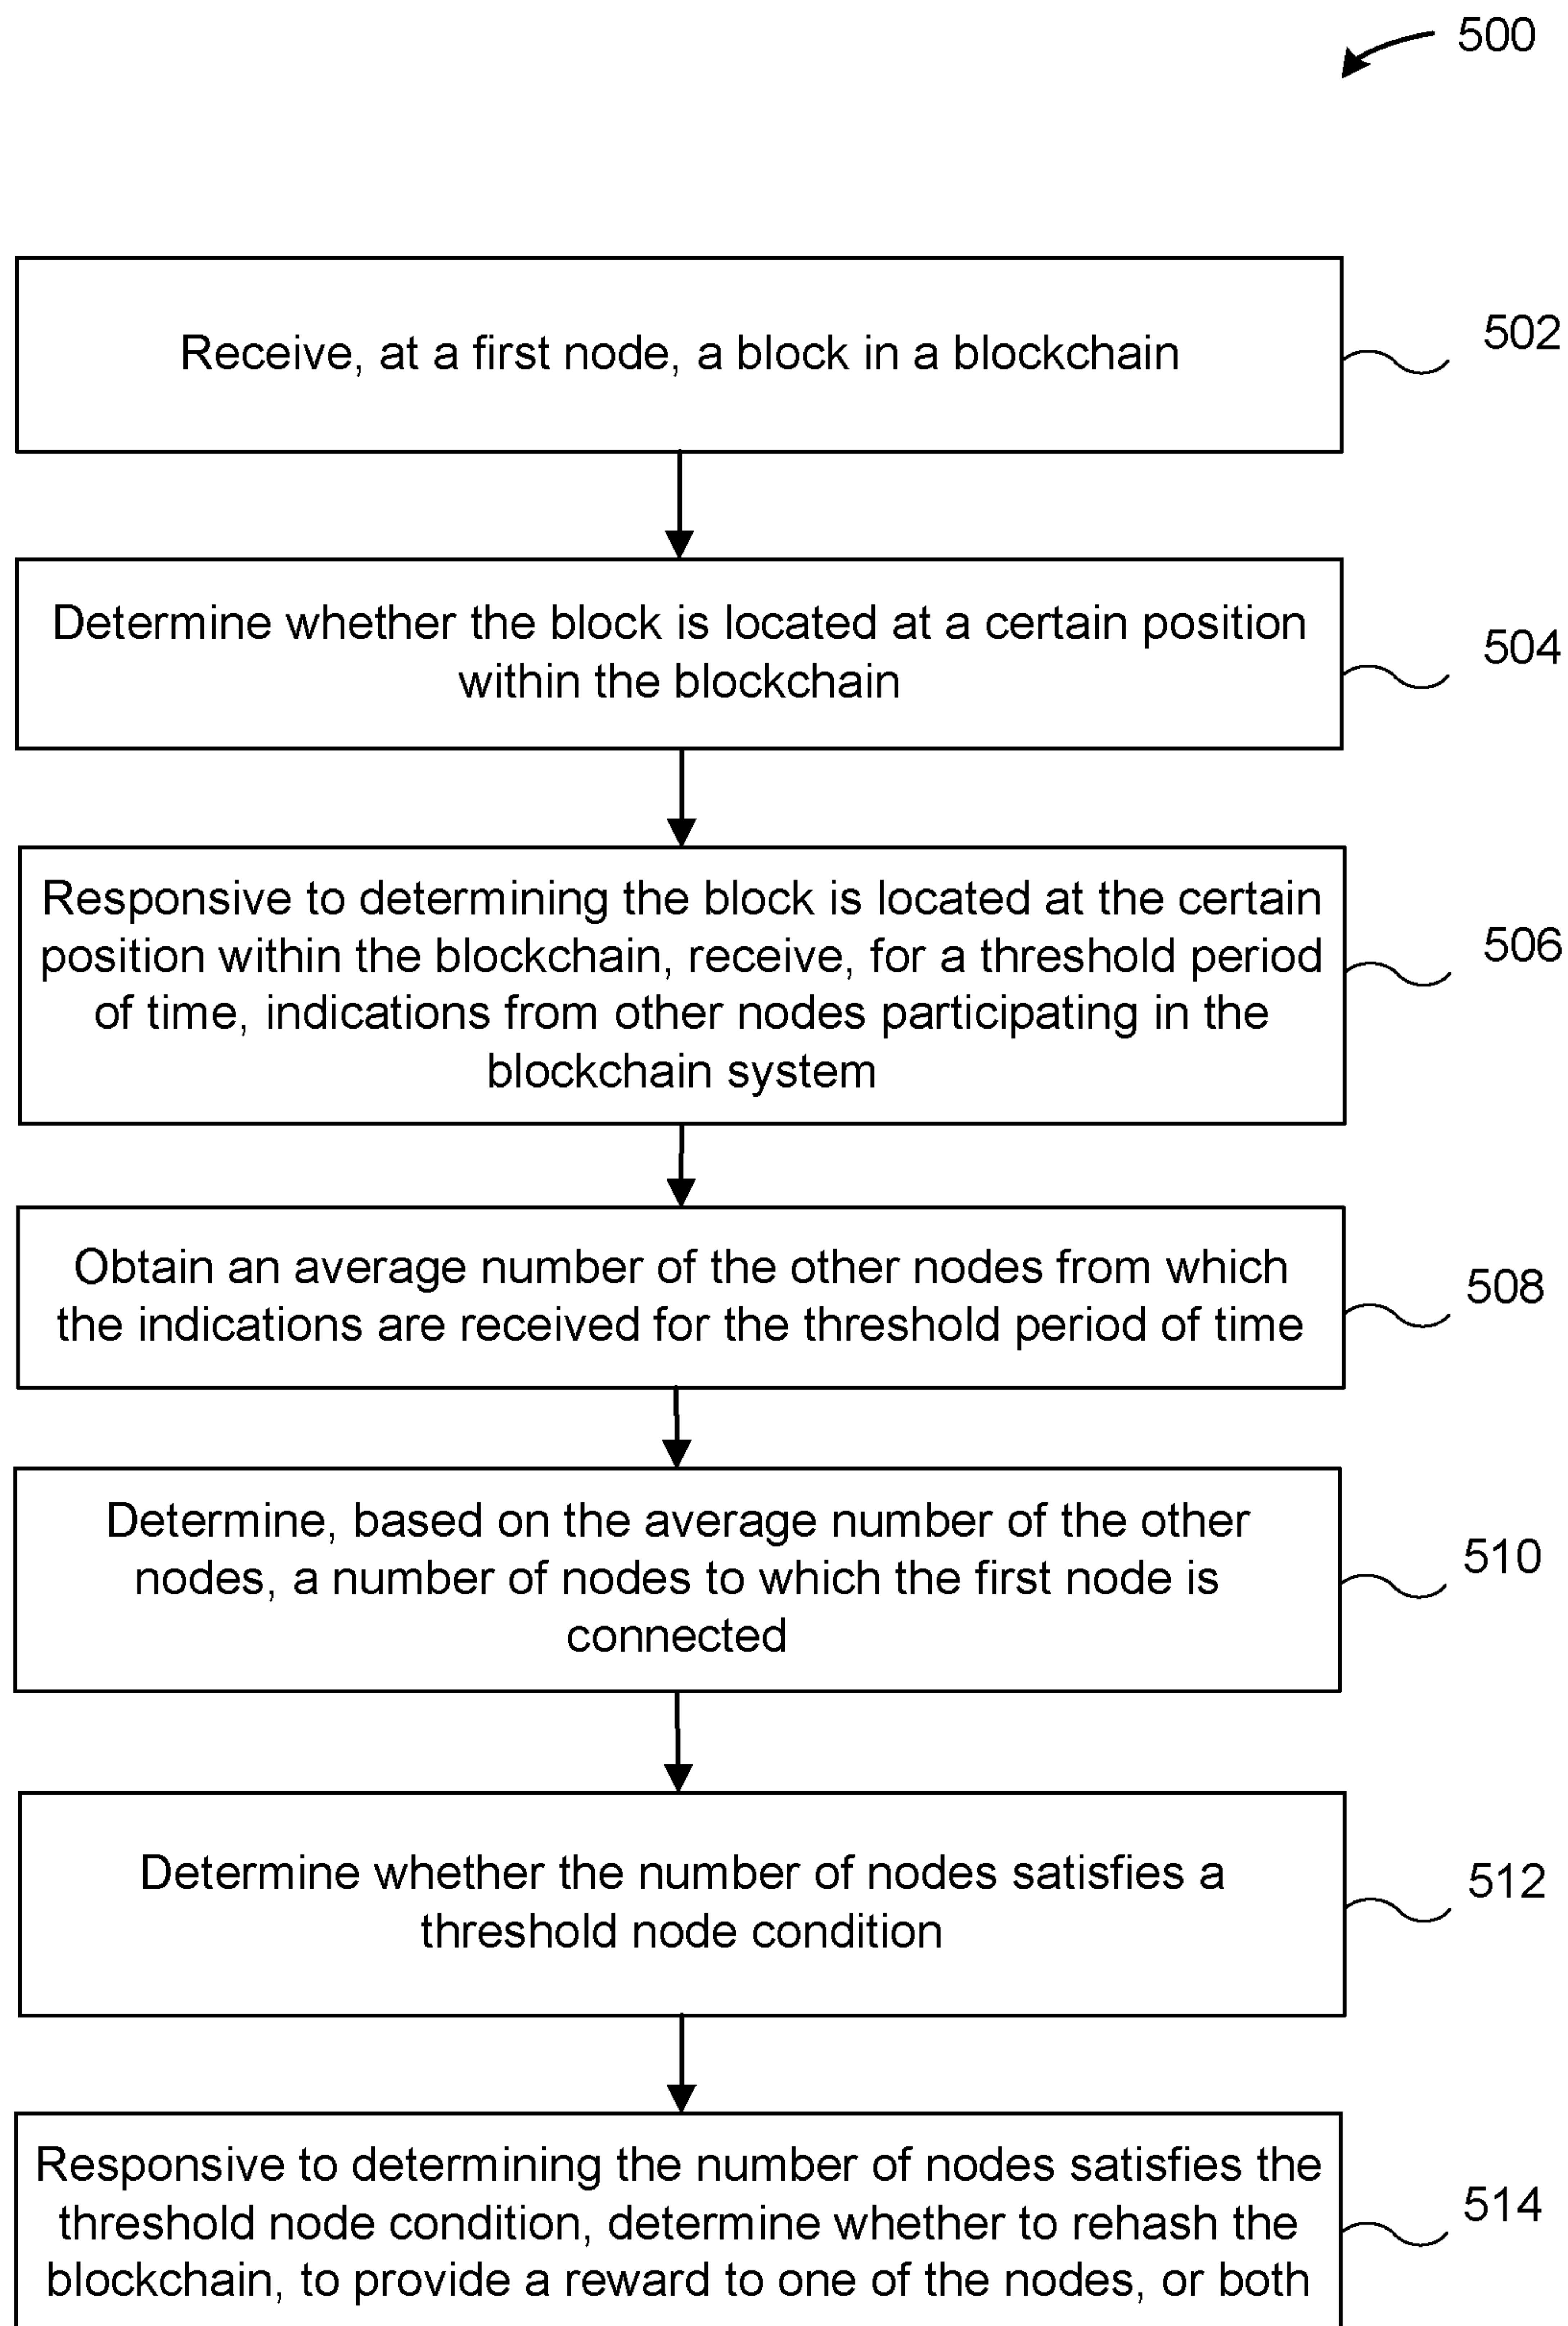 500
Receive, at a first node, a block in a blockchain
502
Determine whether the block is located at a certain position
within the blockchain
504
Responsive to determining the block is located at the certain
position within the blockchain, receive, for a threshold period
of time, indications from other nodes participating in the
blockchain system
506
Obtain an average number of the other nodes from which
the indications are received for the threshold period of time
508
Determine, based on the average number of the other
nodes, a number of nodes to which the first node is
connected
510
Determine whether the number of nodes satisfies a
threshold node condition
512
Responsive to determining the number of nodes satisfies the
threshold node condition, determine whether to rehash the
blockchain, to provide a reward to one of the nodes, or both
514